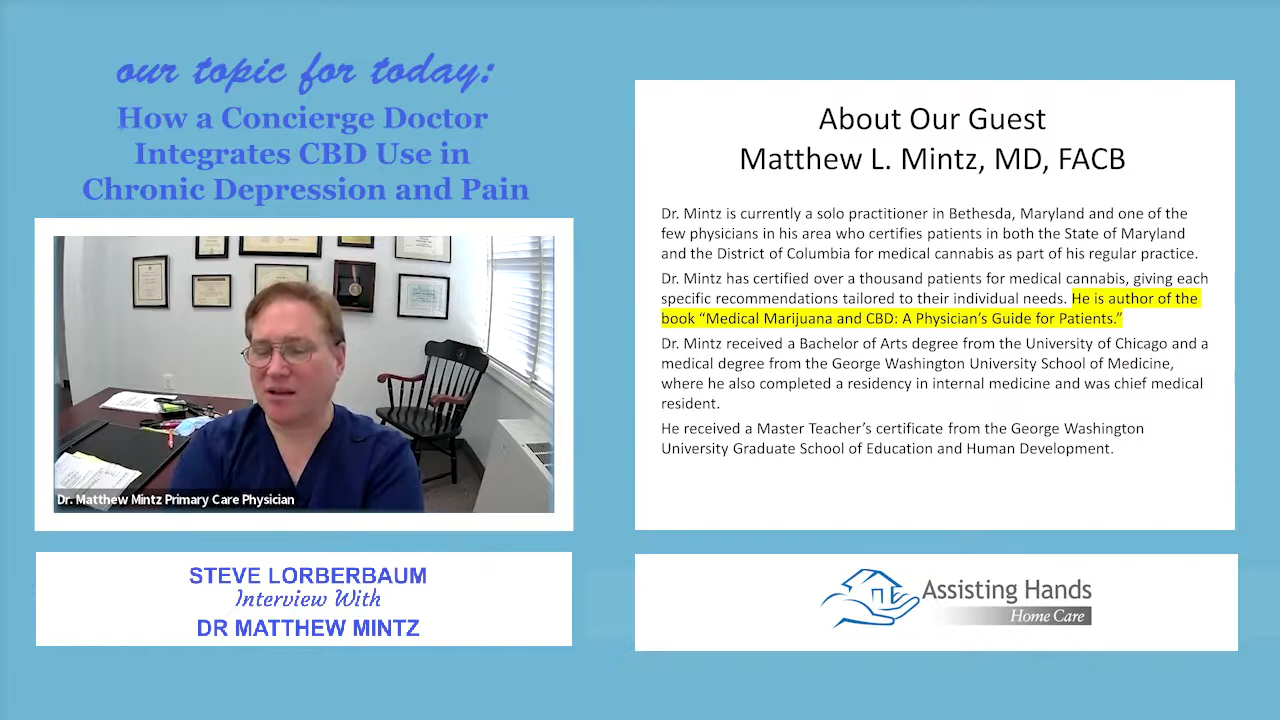 our topic for today:
How a Concierge Doctor
Integrates CBD Use in
Chronic Depression and Pain
Dr. Matthew Mintz Primary Care Physician
STEVE LORBERBAUM
Interview With
DR MATTHEW MINTZ
About Our Guest
Matthew L. Mintz, MD, FACB
Dr. Mintz is currently a solo practitioner in Bethesda, Maryland and one of the
few physicians in his area who certifies patients in both the State of Maryland
and the District of Columbia for medical cannabis as part of his regular practice.
Dr. Mintz has certified over a thousand patients for medical cannabis, giving each
specific recommendations tailored to their individual needs. He is author of the
book “Medical Marijuana and CBD: A Physician’s Guide for Patients.”
Dr. Mintz received a Bachelor of Arts degree from the University of Chicago and a
medical degree from the George Washington University School of Medicine,
where he also completed a residency in internal medicine and was chief medical
resident.
He received a Master Teacher’s certificate from the George Washington
University Graduate School of Education and Human Development.
Assisting Hands
Home Care